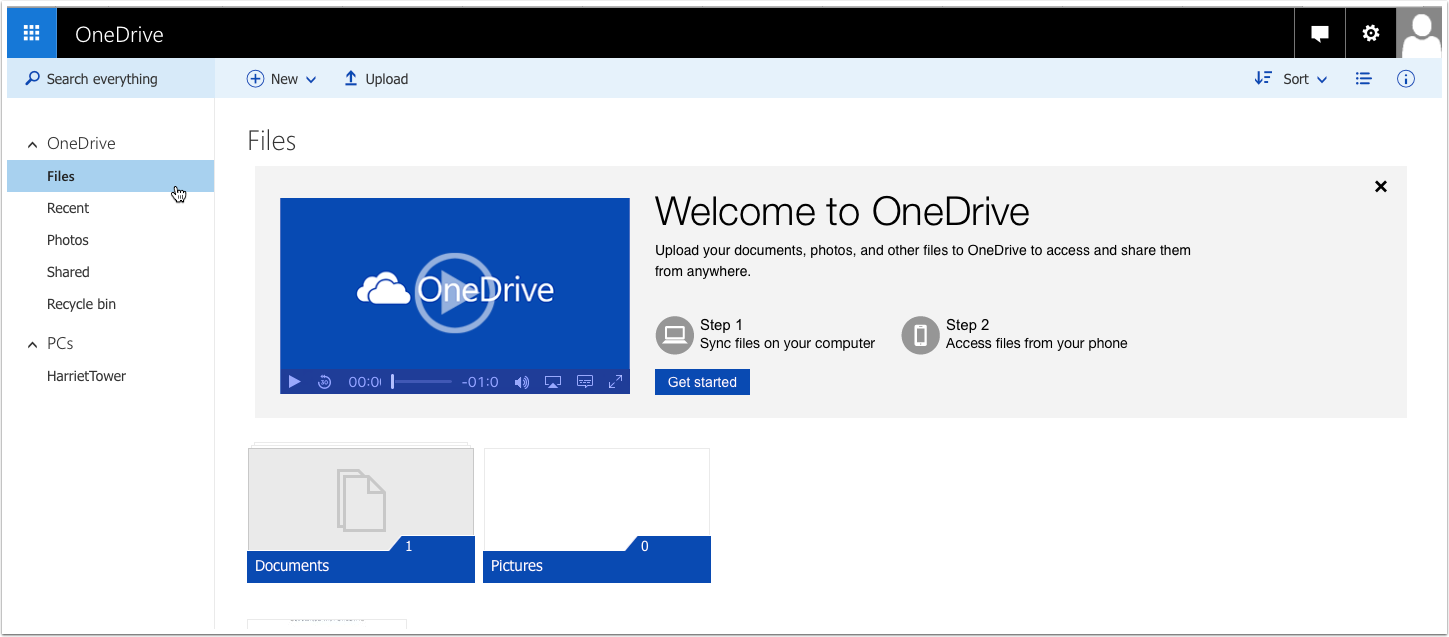 OneDrive
Search everything
New
Upload
Sort
OneDrive
Files
Recent
Photos
Shared
Recycle bin
PCs
HarrietTower
Files
OneDrive
30
00:0
-01:0
Welcome to OneDrive
Upload your documents, photos, and other files to OneDrive to access and share them
from anywhere.
Step 1
Sync files on your computer
Step 2
Access files from your phone
Get started
1
Documents
0
Pictures